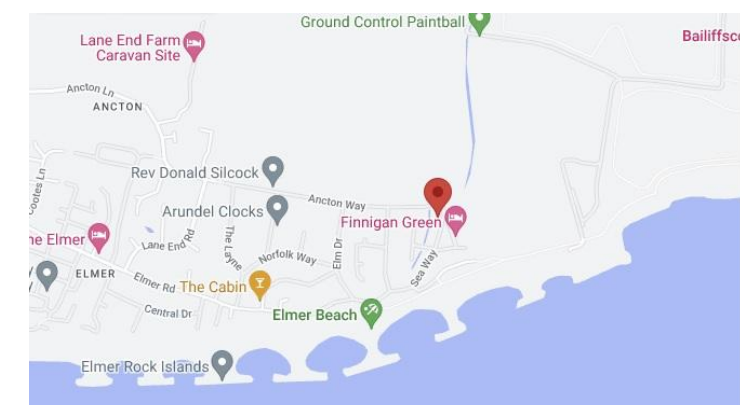 Ground Control Paintball
Lane End Farm
Caravan Site
Bailiffsc
Ancton Ln
ANCTON
Rev Donald Silcock
Cootes Ln
Ancton Way
Arundel Clocks
Finnigan Green
he Elmer
Lane End Rd
The Layne
Norfolk Way
Elm Dr
Sea Way
ELMER
Elmer Rd
The Cabin
Central Dr
Elmer Beach
Elmer Rock Islands